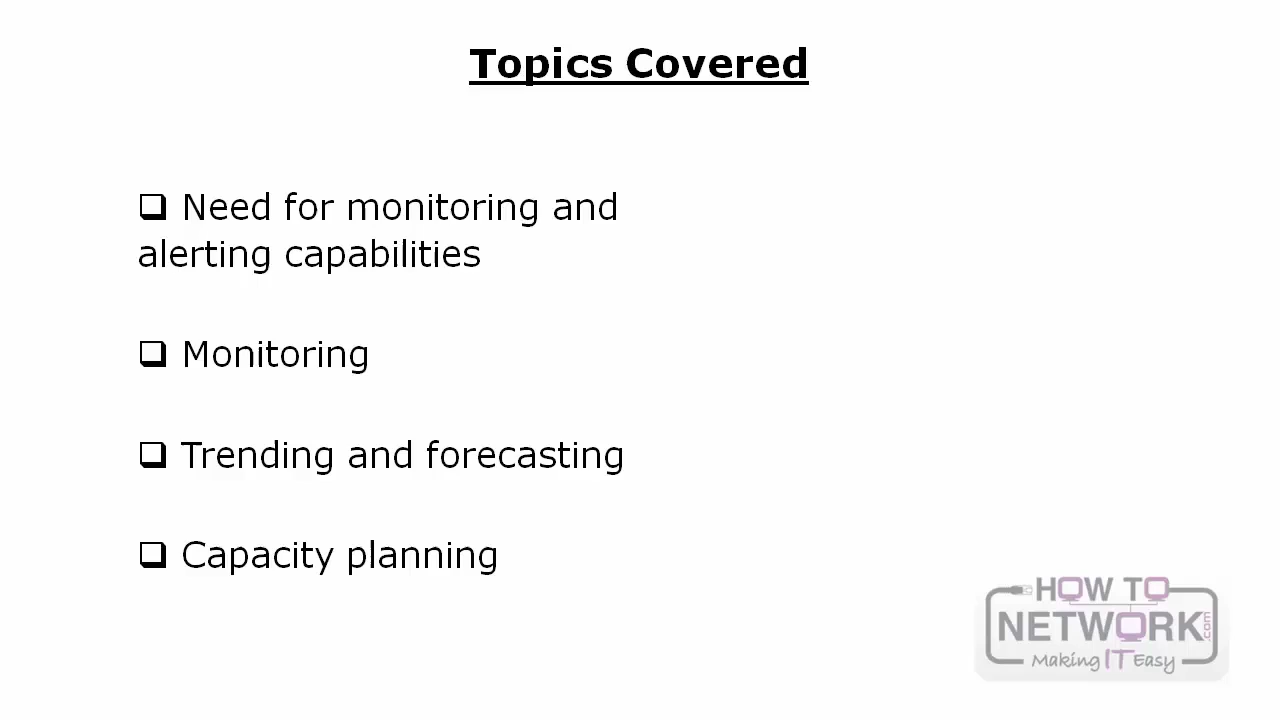 Topics Covered
❑ Need for monitoring and
alerting capabilities
❑ Monitoring
❑ Trending and forecasting
❑ Capacity planning
HOW TO
NETWORK.com
Making IT Easy